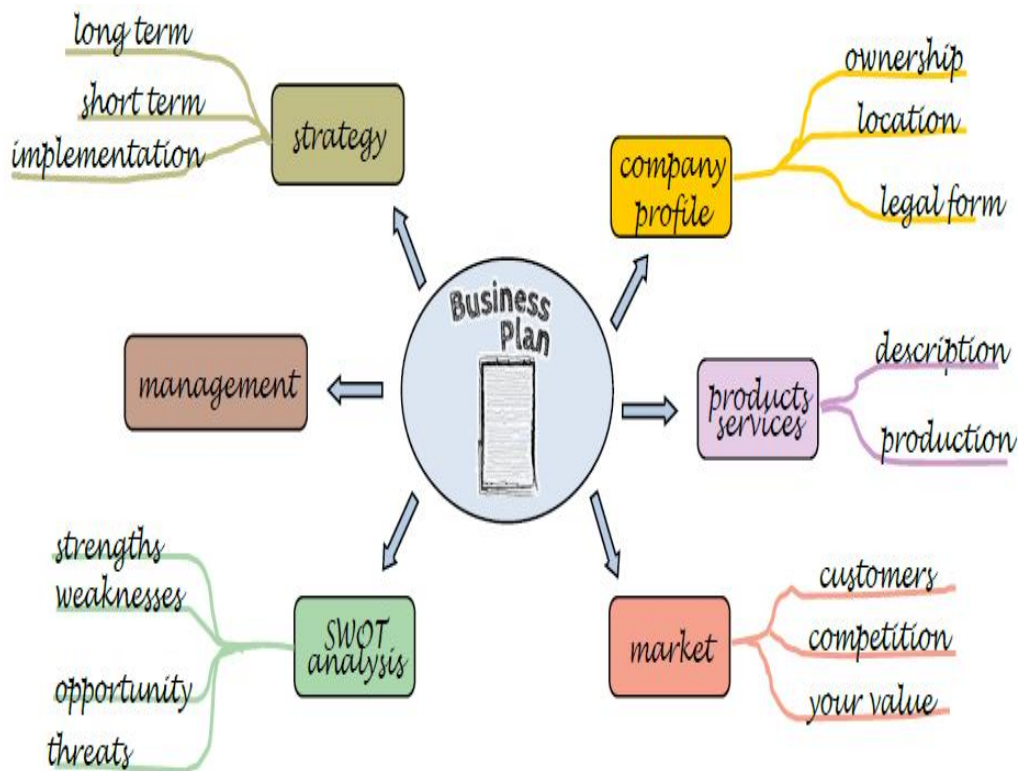 Business
Plan
long term
short term
implementation
strategy
company
profile
ownership
location
legal form
management
products
services
description
production
strengths
weaknesses
opportunity
threats
SWOT
analysis
market
customers
competition
your value